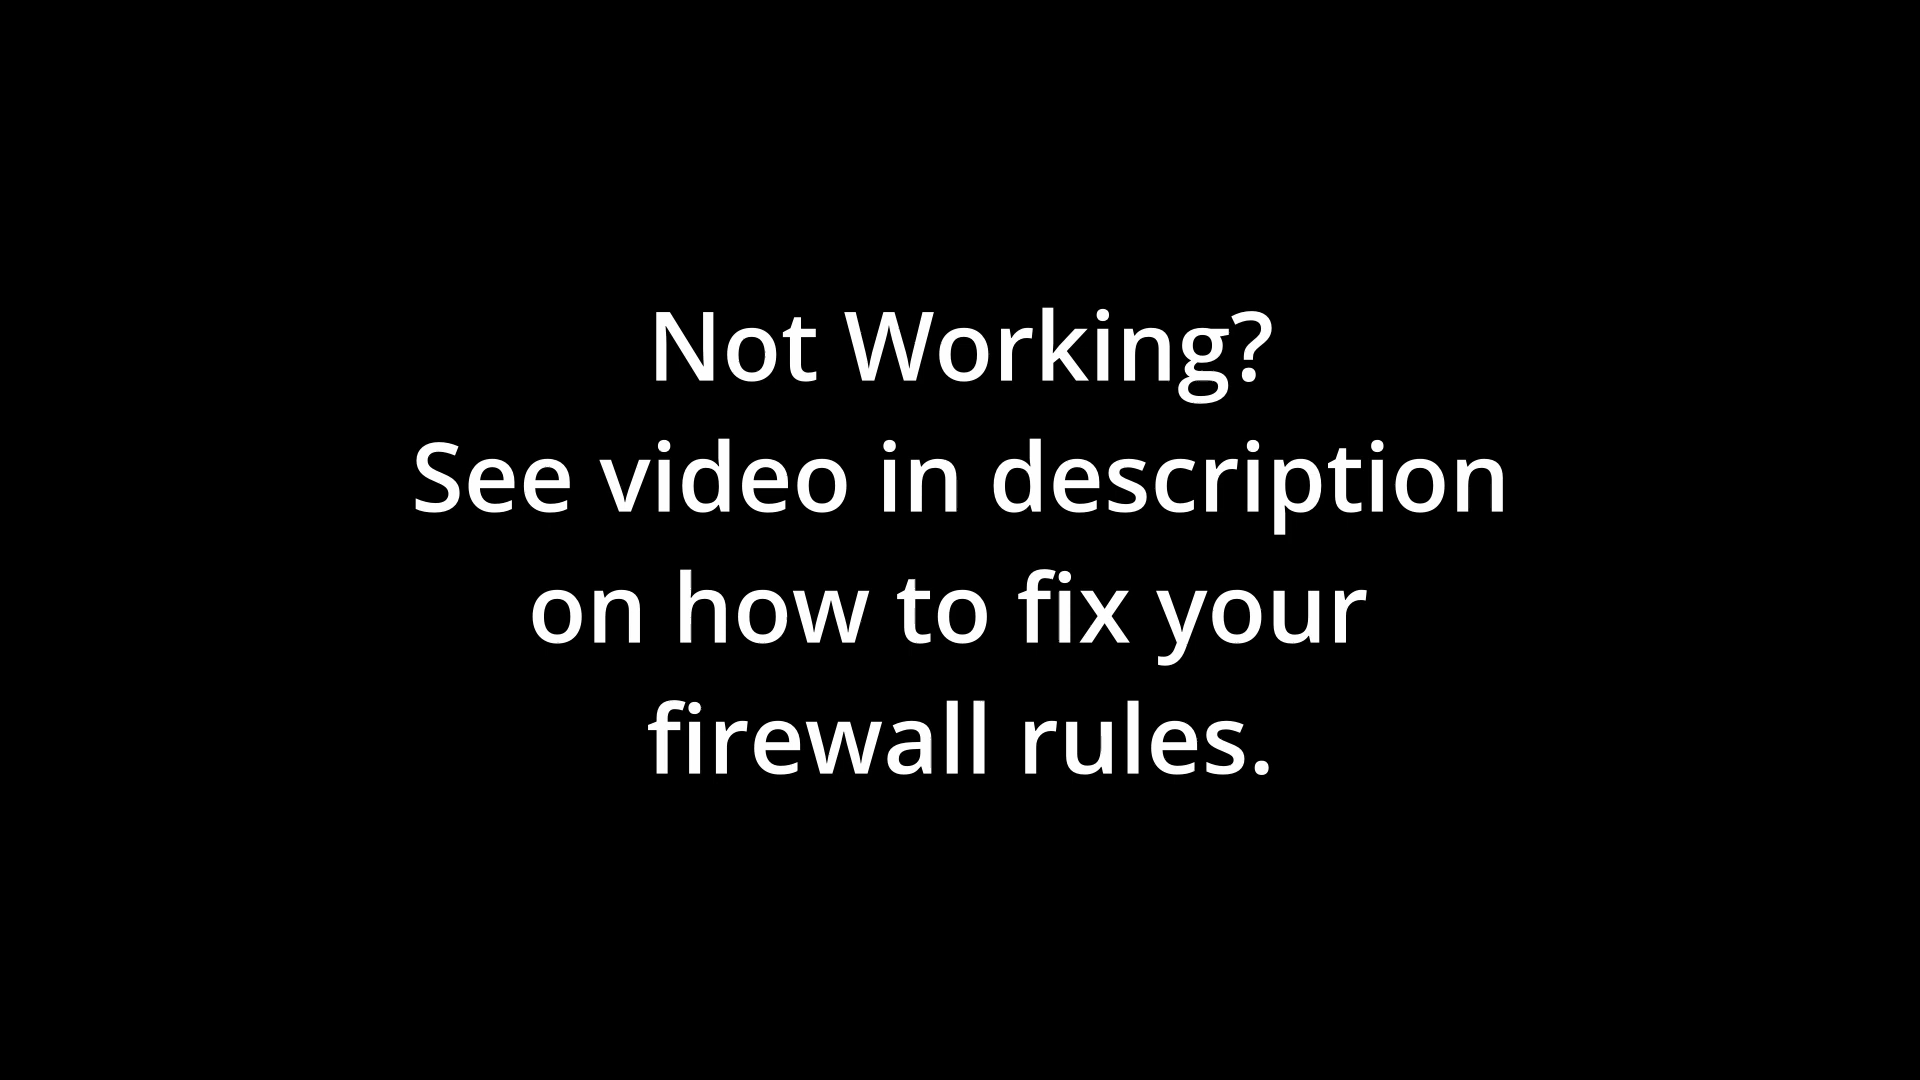 Not Working?
See video in description
on how to fix your
firewall rules.